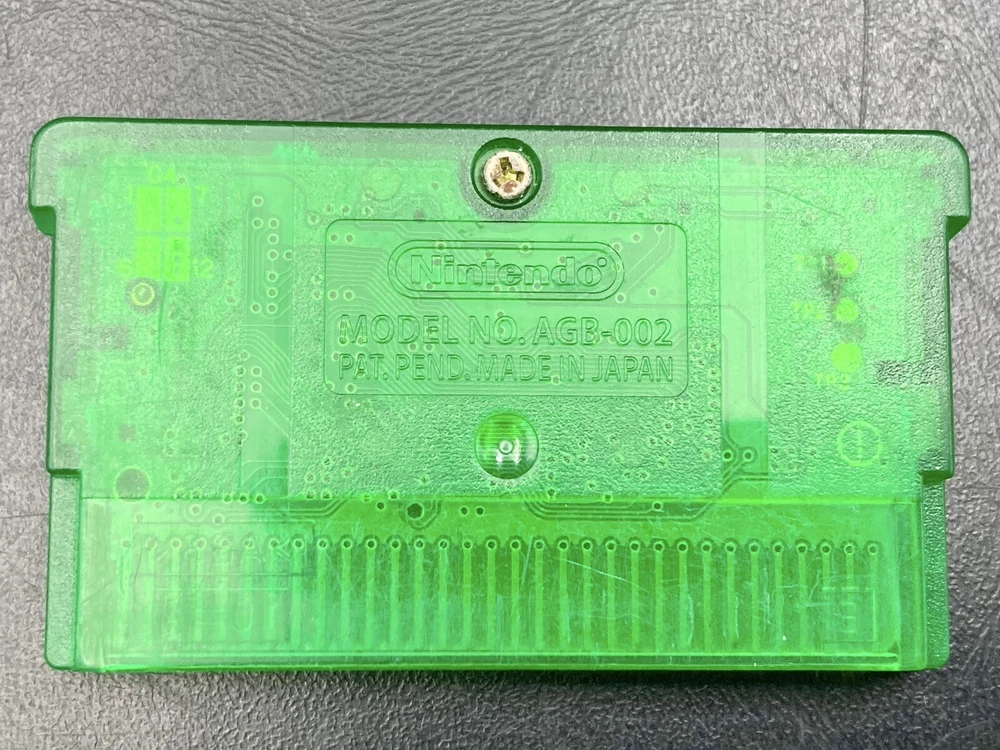 Nintendo®
MODEL NO. AGB-002
PAT. PEND. MADE IN JAPAN